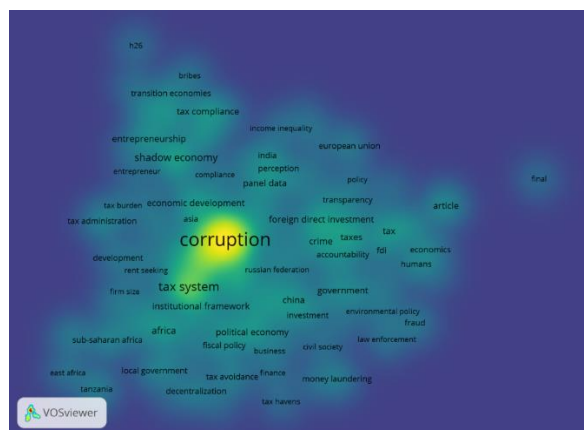 h26
bribes
transition economies
tax compliance
income inequality
entrepreneurship
european union
shadow economy
india
entrepreneur
compliance
perception
panel data
policy
final
tax burden
economic development
transparency
article
tax administration
asia
foreign direct investment
corruption
crime
taxes
tax
accountability
fdi
economics
development
humans
rent seeking
russian federation
firm size
tax system
government
china
institutional framework
investment
environmental policy
fraud
africa
political economy
sub-saharan africa
fiscal policy
business
civil society
law enforcement
east africa
local government
tax avoidance
finance
money laundering
tanzania
decentralization
tax havens
VOSviewer